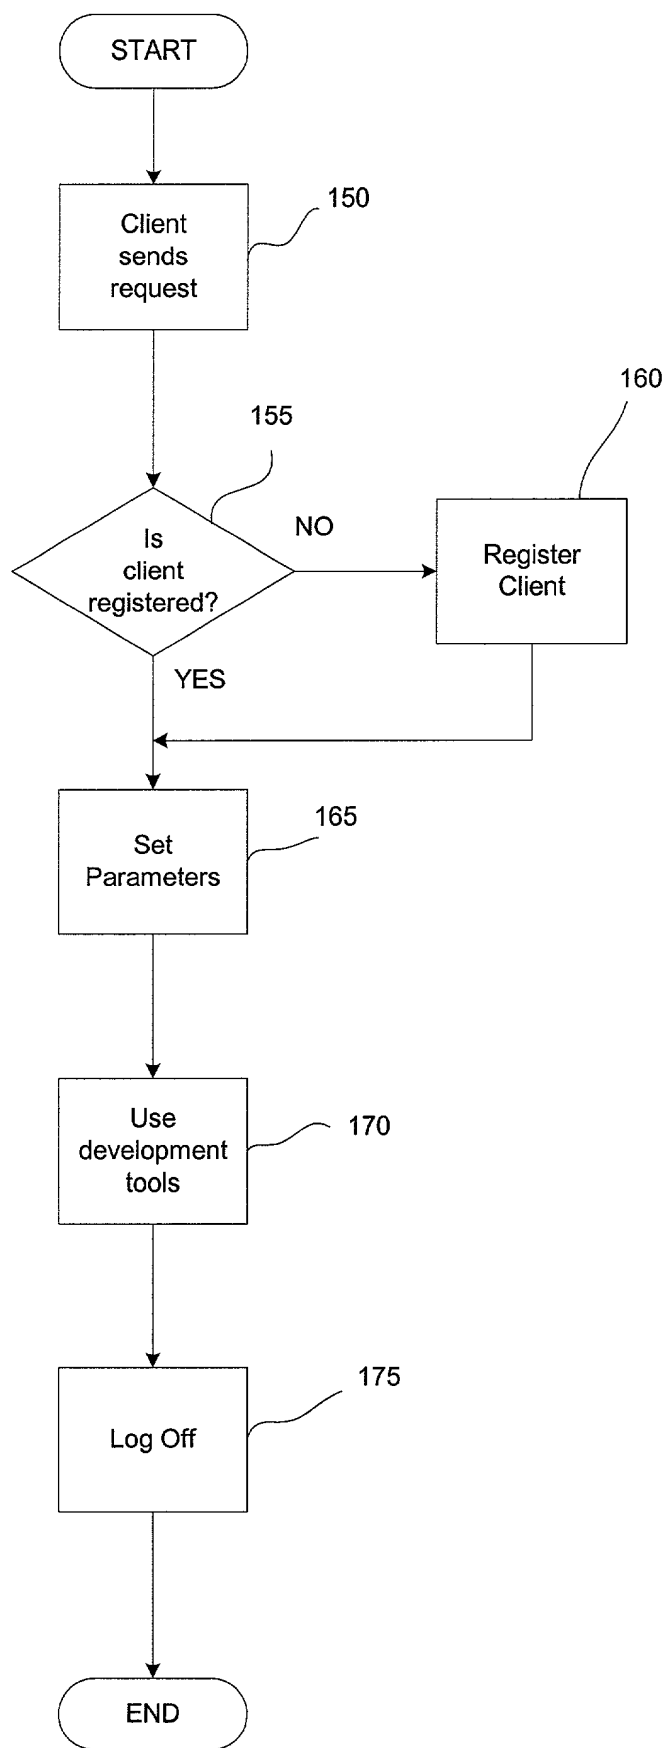 START
150
Client
sends
request
160
155
NO
Is
client
registered?
Register
Client
YES
165
Set
Parameters
Use
development
tools
170
175
Log Off
END